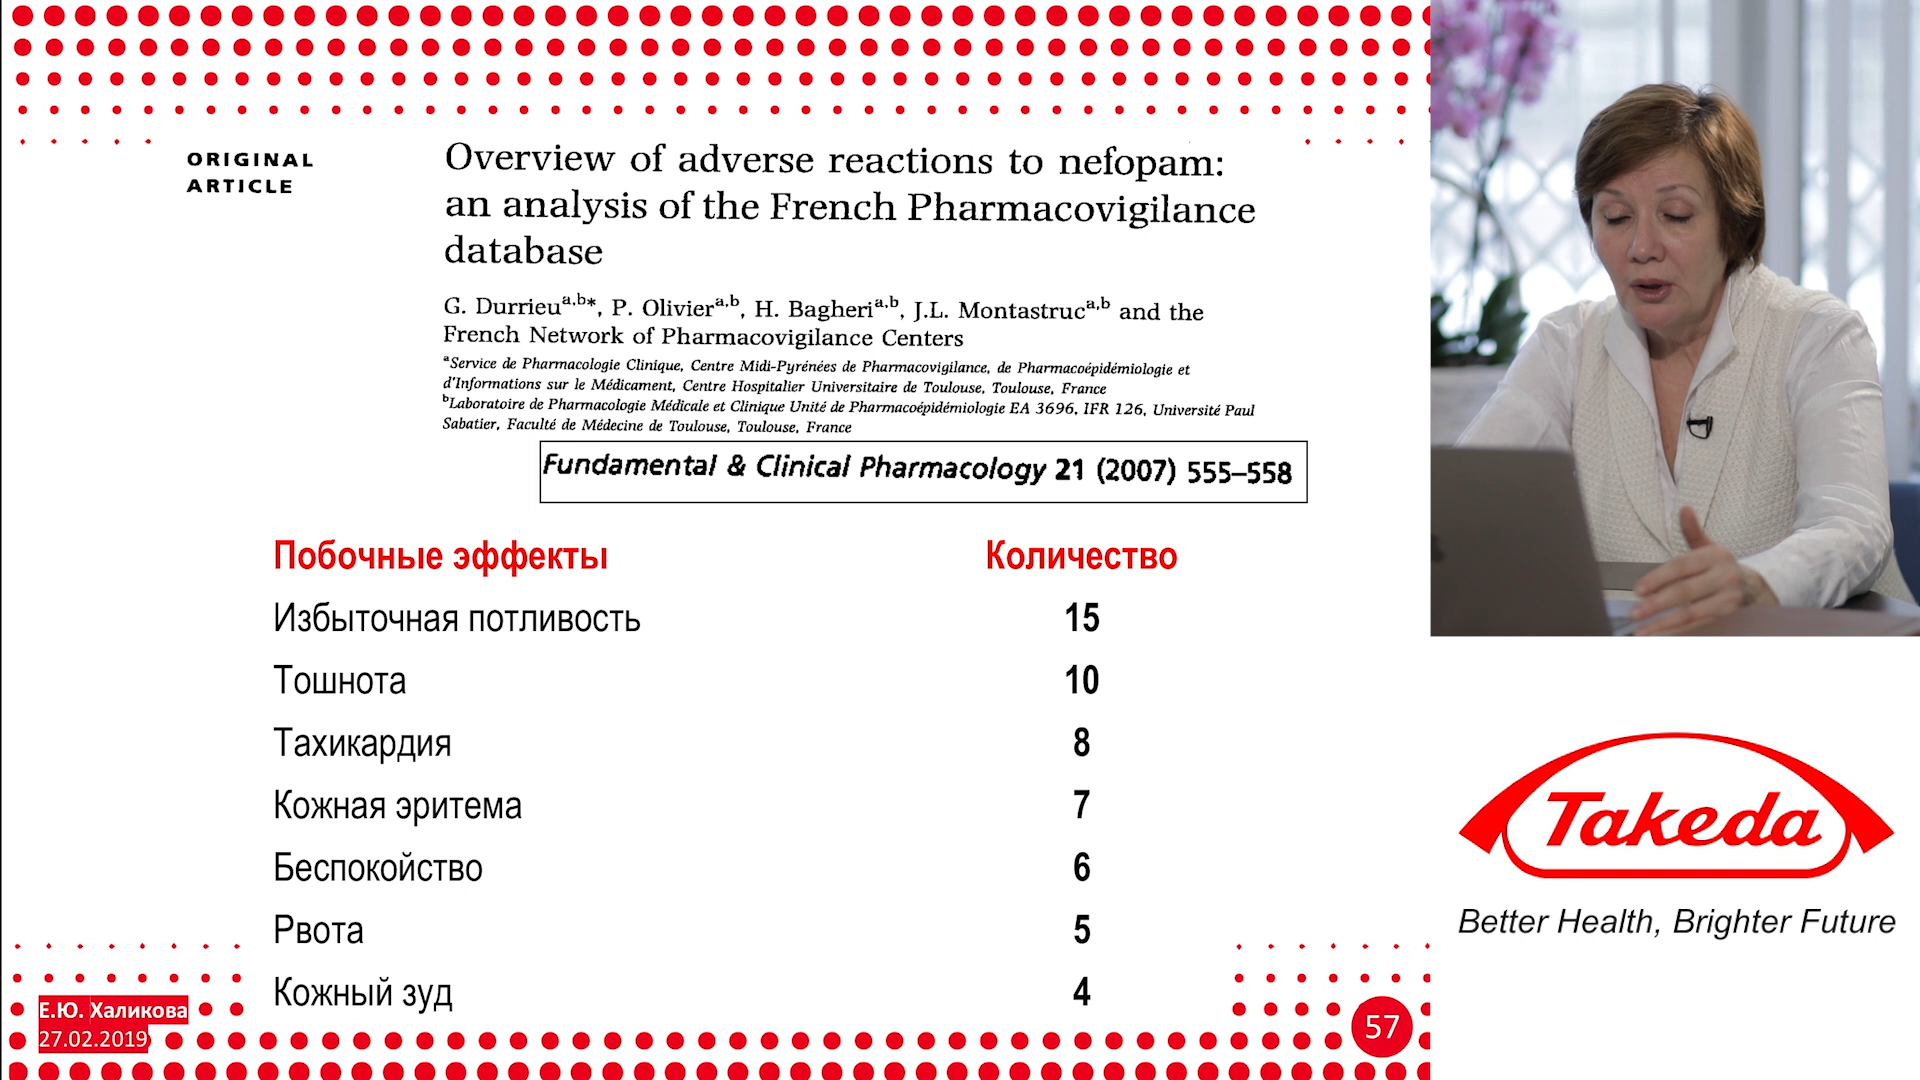 ORIGINAL
ARTICLE
Overview of adverse reactions to nefopam:
an analysis of the French Pharmacovigilance
database
G. Durrieuᵃ,ᵇ*, P. Olivierᵃ,ᵇ, H. Bagheriᵃ,ᵇ, J.L. Montastrucᵃ,ᵇ and the
French Network of Pharmacovigilance Centers
ᵃService de Pharmacologie Clinique, Centre Midi-Pyrénées de Pharmacovigilance, de Pharmacoépidémiologie et
d'Informations sur le Médicament, Centre Hospitalier Universitaire de Toulouse, Toulouse, France
ᵇLaboratoire de Pharmacologie Médicale et Clinique Unité de Pharmacoépidémiologie EA 3696, IFR 126, Université Paul
Sabatier, Faculté de Médecine de Toulouse, Toulouse, France
Fundamental & Clinical Pharmacology 21 (2007) 555–558
Побочные эффекты Количество
Избыточная потливость 15
Тошнота 10
Тахикардия 8
Кожная эритема 7
Беспокойство 6
Рвота 5
Кожный зуд 4
Е.Ю. Халикова
27.02.2019
57
Takeda
Better Health, Brighter Future